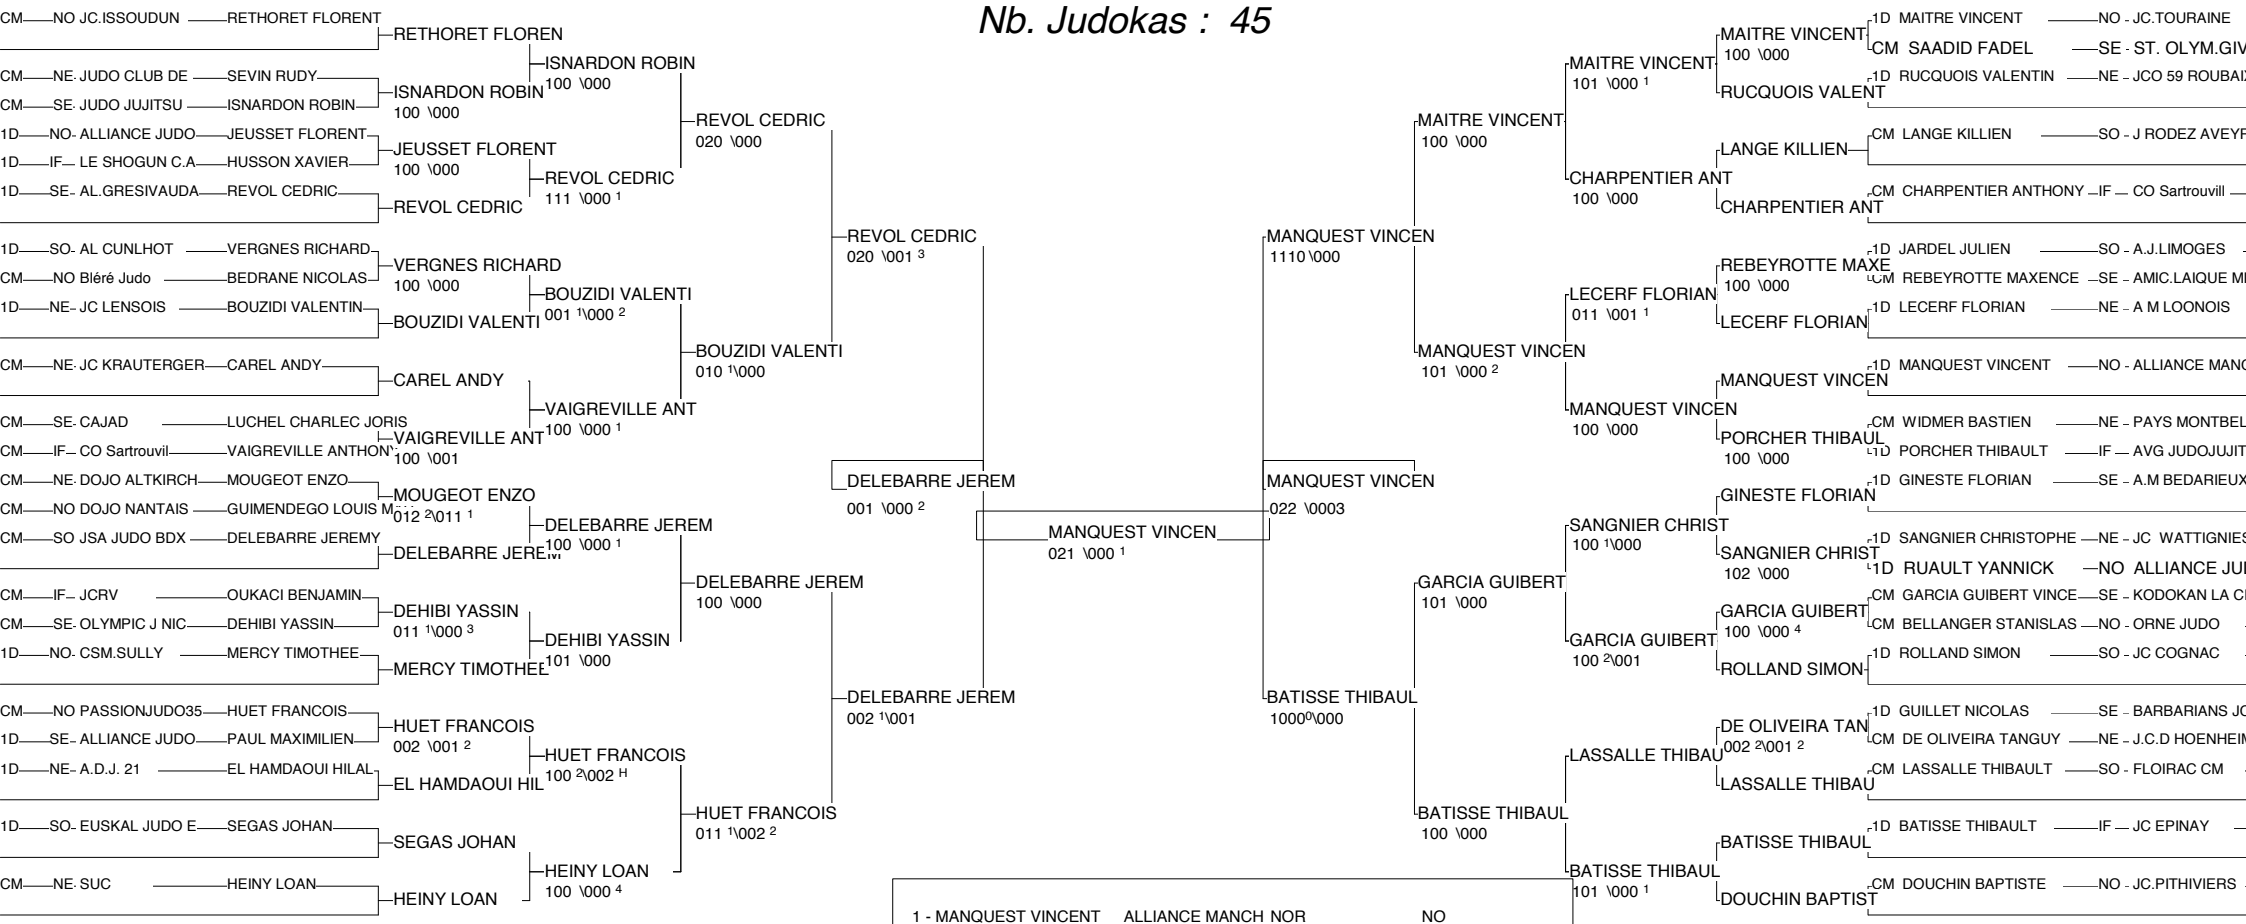 Nb. Judokas : 45
CM NO JC.ISSOUDUN RETHORET FLORENT
CM NE- JUDO CLUB DE SEVIN RUDY
CM SE- JUDO JUJITSU ISNARDON ROBIN
1D NO- ALLIANCE JUDO JEUSSET FLORENT
1D IF LE SHOGUN C.A HUSSON XAVIER
1D SE- AL.GRESIVAUDA REVOL CEDRIC
1D SO- AL CUNLHOT VERGNES RICHARD
CM NO Bléré Judo BEDRANE NICOLAS
1D NE- JC LENSOIS BOUZIDI VALENTIN
CM NE- JC KRAUTERGER CAREL ANDY
CM SE- CAJAD LUCHEL CHARLEC JORIS
CM IF CO Sartrouvil VAIGREVILLE ANTHONY
CM NE- DOJO ALTKIRCH MOUGEOT ENZO
CM NO DOJO NANTAIS GUIMENDEGO LOUIS
CM SO JSA JUDO BDX DELEBARRE JEREMY
CM IF JCRV OUKACI BENJAMIN
CM SE- OLYMPIC J NIC DEHIBI YASSIN
1D NO- CSM.SULLY MERCY TIMOTHEE
CM NO PASSIONJUDO35 HUET FRANCOIS
1D SE- ALLIANCE JUDO PAUL MAXIMILIEN
1D NE- A.D.J. 21 EL HAMDAOUI HILAL
1D SO- EUSKAL JUDO E SEGAS JOHAN
CM NE- SUC HEINY LOAN
RETHORET FLOREN
ISNARDON ROBIN
100 \000
JEUSSET FLORENT
100 \000
REVOL CEDRIC
VERGNES RICHARD
100 \000
BOUZIDI VALENTI
CAREL ANDY
VAIGREVILLE ANT
100 \001
MOUGEOT ENZO
012 2\011 1
DELEBARRE JEREM
DEHIBI YASSIN
011 1\000 3
MERCY TIMOTHEE
HUET FRANCOIS
002 \001 2
EL HAMDAOUI HIL
SEGAS JOHAN
HEINY LOAN
ISNARDON ROBIN
100 \000
REVOL CEDRIC
111 \000 1
BOUZIDI VALENTI
001 1\000 2
VAIGREVILLE ANT
100 \000 1
DELEBARRE JEREM
100 \000 1
DEHIBI YASSIN
101 \000
HUET FRANCOIS
100 2\002 H
HEINY LOAN
100 \000 4
REVOL CEDRIC
020 \000
BOUZIDI VALENTI
010 1\000
DELEBARRE JEREM
100 \000
HUET FRANCOIS
011 1\002 2
REVOL CEDRIC
020 \001 3
DELEBARRE JEREM
001 \000 2
DELEBARRE JEREM
002 1\001
MANQUEST VINCEN
021 \000 1
MANQUEST VINCEN
1110\000
MANQUEST VINCEN
022 \0003
BATISSE THIBAUL
10000\000
MAITRE VINCENT
100 \000
MANQUEST VINCEN
101 \000 2
GARCIA GUIBERT
101 \000
BATISSE THIBAUL
100 \000
MAITRE VINCENT
101 \000 1
CHARPENTIER ANT
100 \000
LECERF FLORIAN
011 \001 1
MANQUEST VINCEN
100 \000
SANGNIER CHRIST
100 1\000
GARCIA GUIBERT
100 2\001
LASSALLE THIBAU
BATISSE THIBAUL
101 \000 1
MAITRE VINCENT
100 \000
RUCQUOIS VALENT
LANGE KILLIEN
CHARPENTIER ANT
REBEYROTTE MAXE
100 \000
LECERF FLORIAN
MANQUEST VINCEN
PORCHER THIBAUL
100 \000
GINESTE FLORIAN
SANGNIER CHRIST
102 \000
GARCIA GUIBERT
100 \000 4
ROLLAND SIMON
DE OLIVEIRA TAN
002 2\001 2
LASSALLE THIBAU
BATISSE THIBAUL
DOUCHIN BAPTIST
1D MAITRE VINCENT NO - JC.TOURAINE
CM SAADID FADEL SE - ST. OLYM.GIV
1D RUCQUOIS VALENTIN NE - JCO 59 ROUBAI
CM LANGE KILLIEN SO - J RODEZ AVEYR
CM CHARPENTIER ANTHONY IF CO Sartrouvill
1D JARDEL JULIEN SO - A.J.LIMOGES
CM REBEYROTTE MAXENCE SE - AMIC.LAIQUE M
1D LECERF FLORIAN NE - A M LOONOIS
1D MANQUEST VINCENT NO - ALLIANCE MAN
CM WIDMER BASTIEN NE - PAYS MONTBEL
1D PORCHER THIBAULT IF AVG JUDOJUJIT
1D GINESTE FLORIAN SE - A.M BEDARIEUX
1D SANGNIER CHRISTOPHE NE - JC WATTIGNIES
1D RUAULT YANNICK NO ALLIANCE JU
CM GARCIA GUIBERT VINCE SE - KODOKAN LA C
CM BELLANGER STANISLAS NO - ORNE JUDO
1D ROLLAND SIMON SO - JC COGNAC
1D GUILLET NICOLAS SE - BARBARIANS J
CM DE OLIVEIRA TANGUY NE - J.C.D HOENHEI
CM LASSALLE THIBAULT SO - FLOIRAC CM
1D BATISSE THIBAULT IF JC EPINAY
CM DOUCHIN BAPTISTE NO - JC.PITHIVIERS
1 - MANQUEST VINCENT ALLIANCE MANCH NOR NO